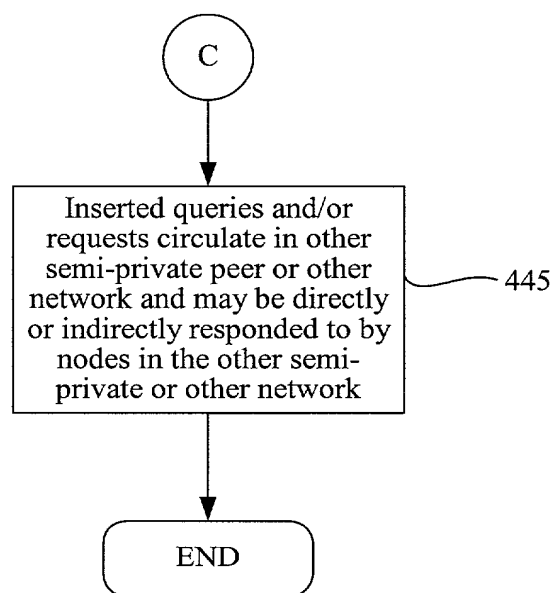 C
Inserted queries and/or
requests circulate in other
semi-private peer or other
network and may be directly
or indirectly responded to by
nodes in the other semi-
private or other network
445
END